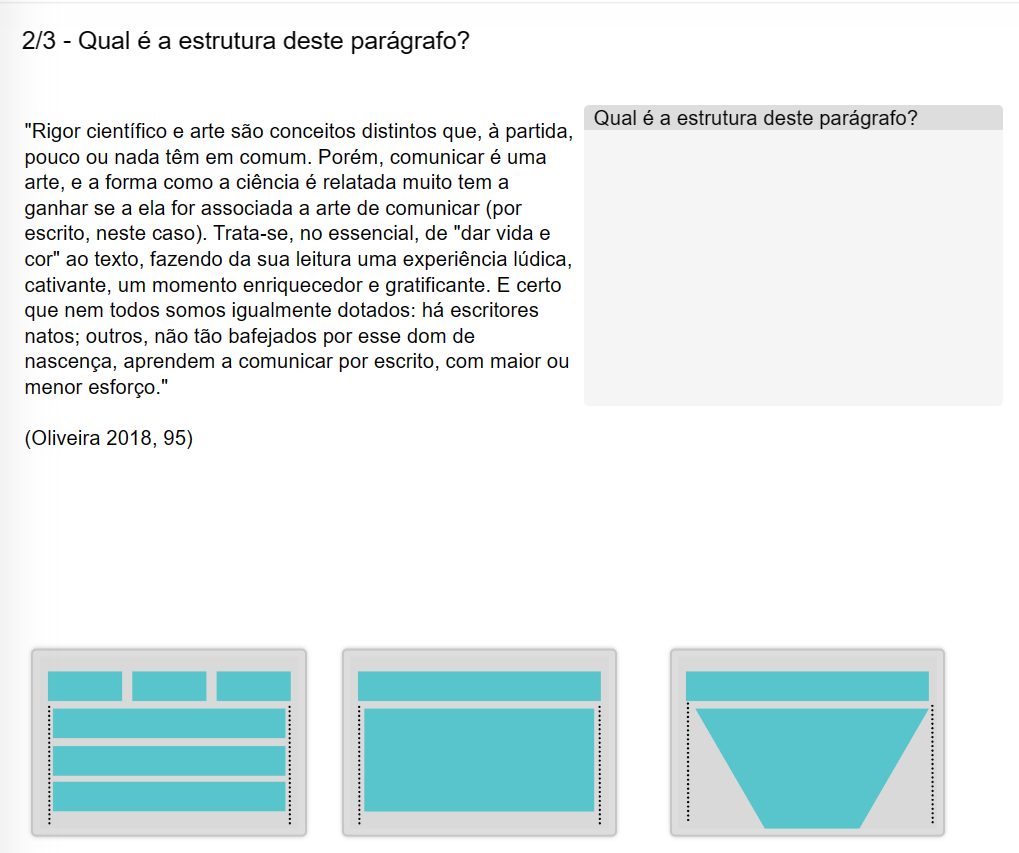 2/3 - Qual é a estrutura deste parágrafo?
"Rigor científico e arte são conceitos distintos que, à partida,
pouco ou nada têm em comum. Porém, comunicar é uma
arte, e a forma como a ciência é relatada muito tem a
ganhar se a ela for associada a arte de comunicar (por
escrito, neste caso). Trata-se, no essencial, de "dar vida e
cor" ao texto, fazendo da sua leitura uma experiência lúdica,
cativante, um momento enriquecedor e gratificante. E certo
que nem todos somos igualmente dotados: há escritores
natos; outros, não tão bafejados por esse dom de
nascença, aprendem a comunicar por escrito, com maior ou
menor esforço."
(Oliveira 2018, 95)
Qual é a estrutura deste parágrafo?